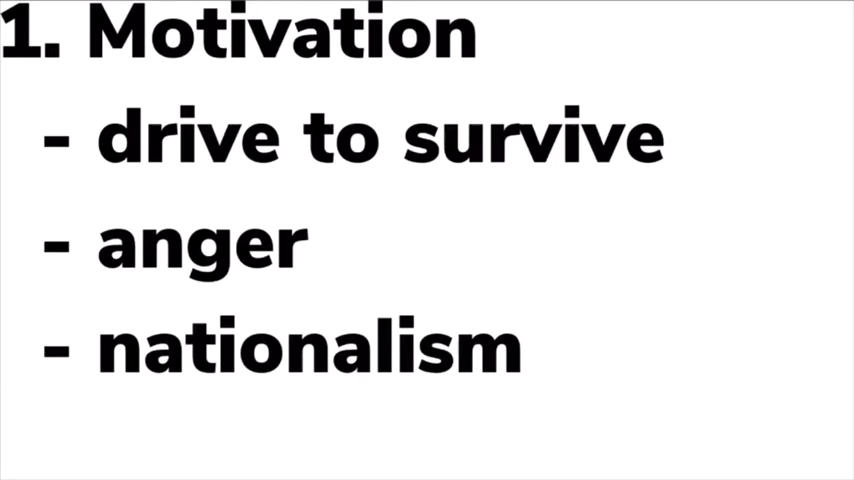 1. Motivation
- drive to survive
- anger
- nationalism